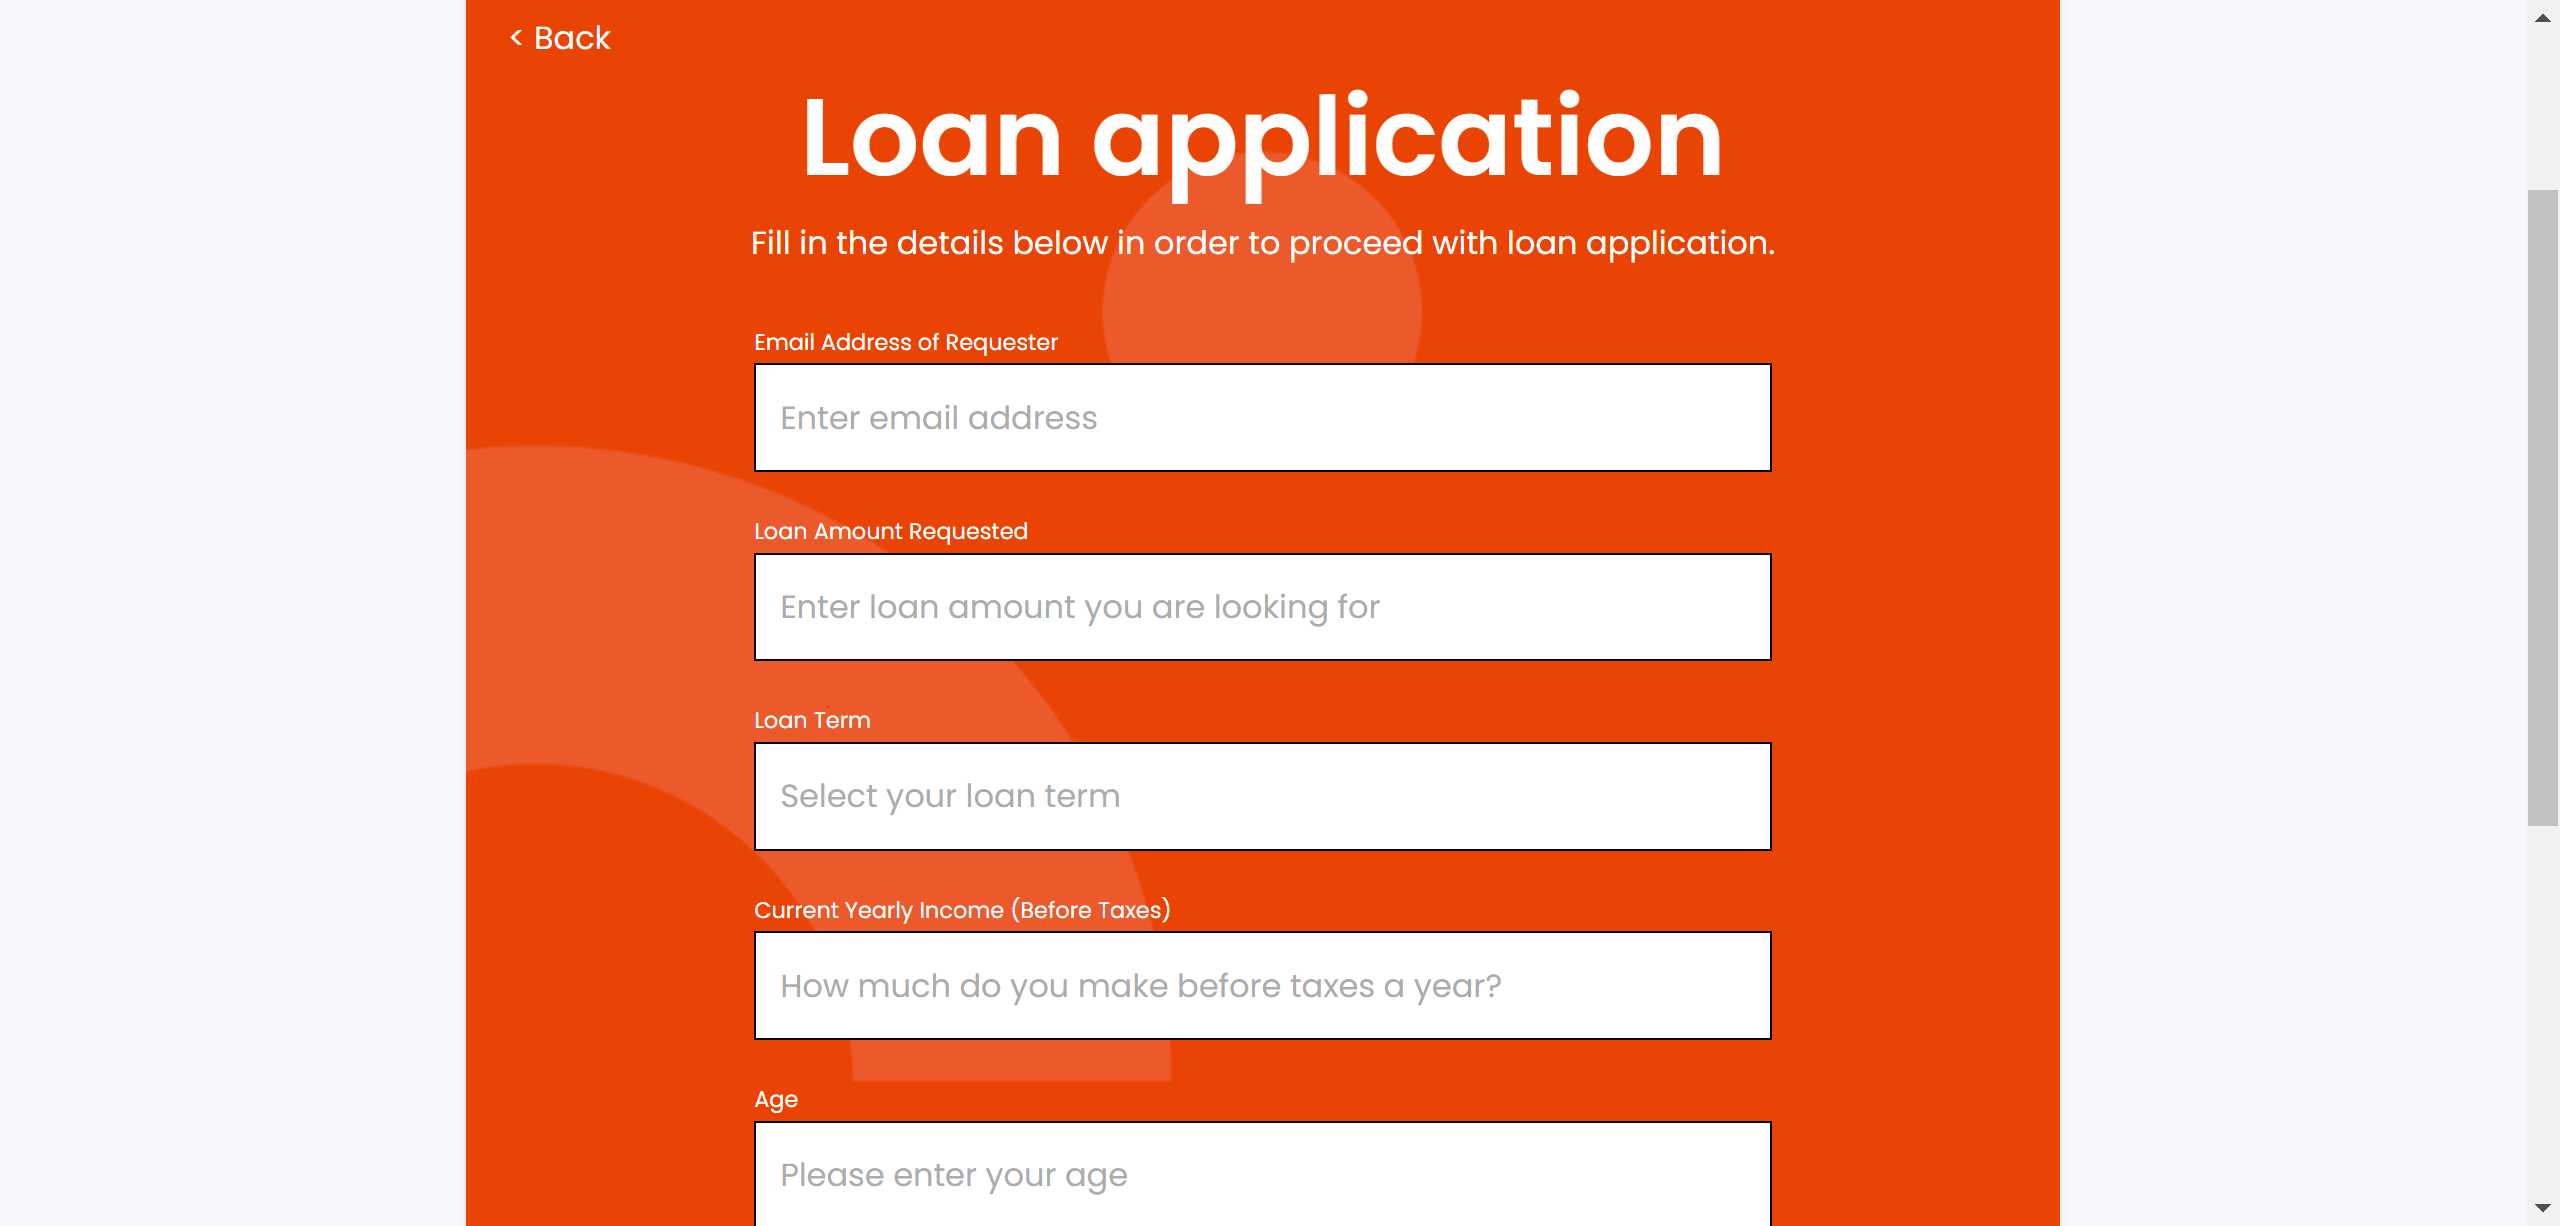 < Back
Loan application
Fill in the details below in order to proceed with loan application.
Email Address of Requester
Enter email address
Loan Amount Requested
Enter loan amount you are looking for
Loan Term
Select your loan term
Current Yearly Income (Before Taxes)
How much do you make before taxes a year?
Age
Please enter your age